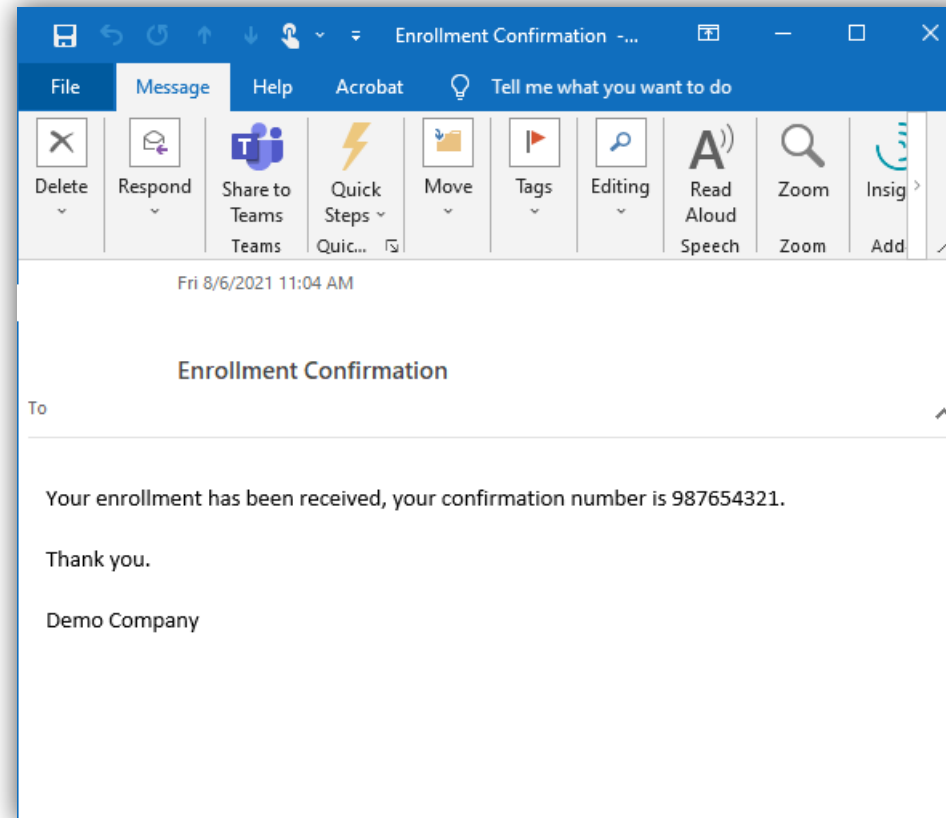 Enrollment Confirmation -...
File Message Help Acrobat Tell me what you want to do
Delete Respond Share to Teams Quick Steps Move Tags Editing Read Aloud Zoom Insig
Teams Quic... Speech Zoom Add
Fri 8/6/2021 11:04 AM
Enrollment Confirmation
To
Your enrollment has been received, your confirmation number is 987654321.
Thank you.
Demo Company